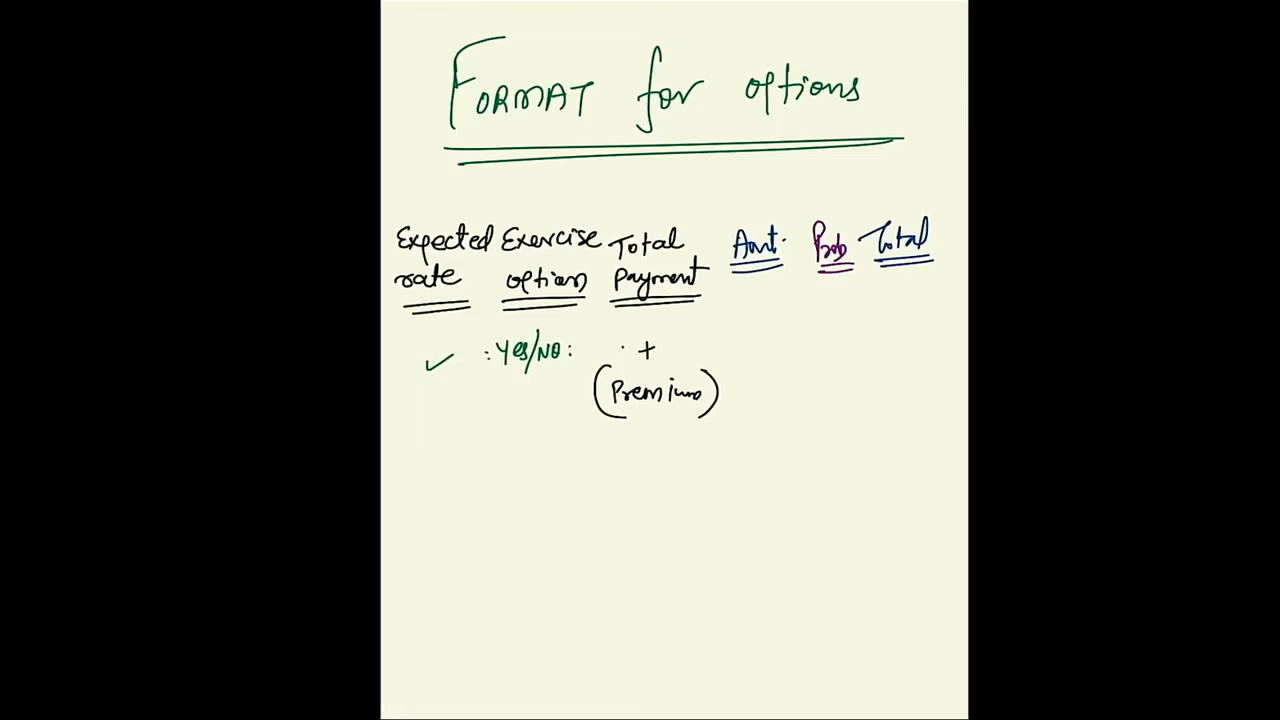 FORMAT for options
Expected Exercise Total Amt. Prob Total
rate option payment
✓ :Yes/No: +
(Premium)